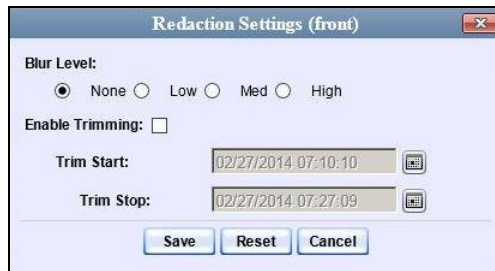 Redaction Settings (front)
Blur Level:
None Low Med High
Enable Trimming:
Trim Start: 02/27/2014 07:10:10
Trim Stop: 02/27/2014 07:27:09
Save Reset Cancel